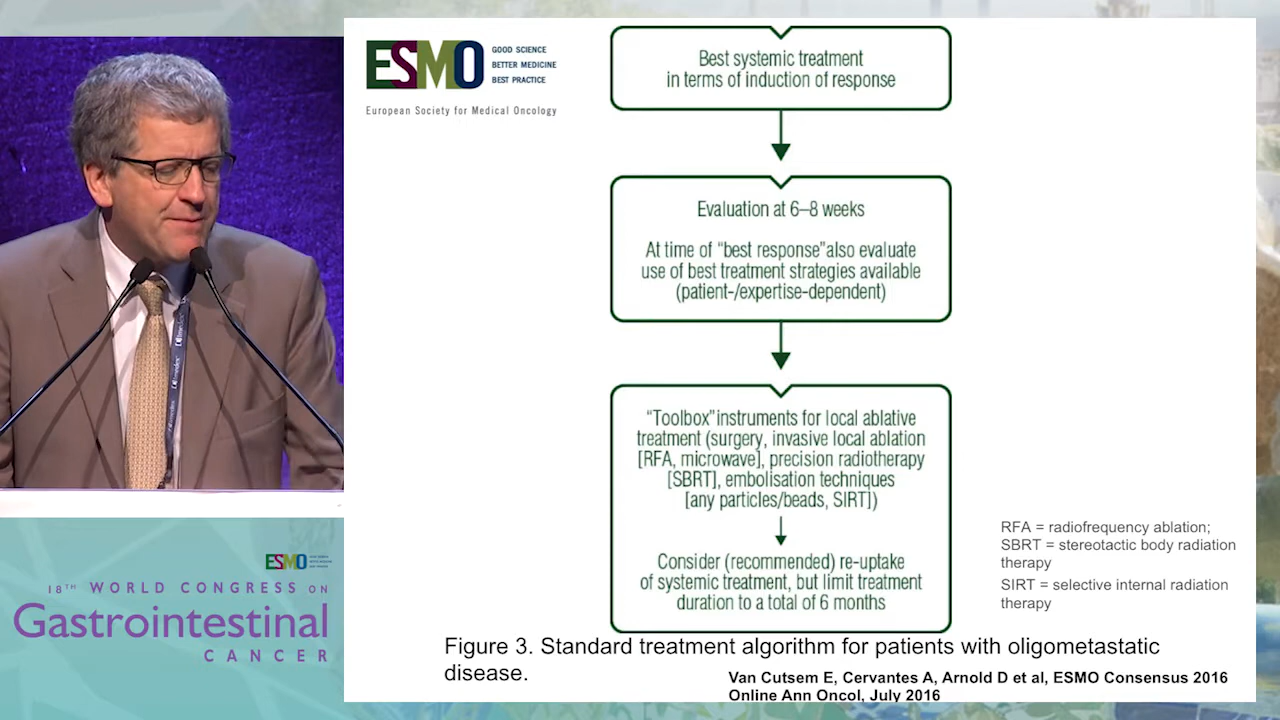 ESMO
GOOD SCIENCE
BETTER MEDICINE
BEST PRACTICE
European Society for Medical Oncology
Best systemic treatment
in terms of induction of response
Evaluation at 6–8 weeks
At time of “best response”also evaluate
use of best treatment strategies available
(patient-/expertise-dependent)
“Toolbox”instruments for local ablative
treatment (surgery, invasive local ablation
[RFA, microwave], precision radiotherapy
[SBRT], embolisation techniques
[any particles/beads, SIRT])
Consider (recommended) re-uptake
of systemic treatment, but limit treatment
duration to a total of 6 months
RFA = radiofrequency ablation;
SBRT = stereotactic body radiation
therapy
SIRT = selective internal radiation
therapy
Figure 3. Standard treatment algorithm for patients with oligometastatic
disease.
Van Cutsem E, Cervantes A, Arnold D et al, ESMO Consensus 2016
Online Ann Oncol, July 2016
ESMO
18TH WORLD CONGRESS ON
Gastrointestinal
CANCER